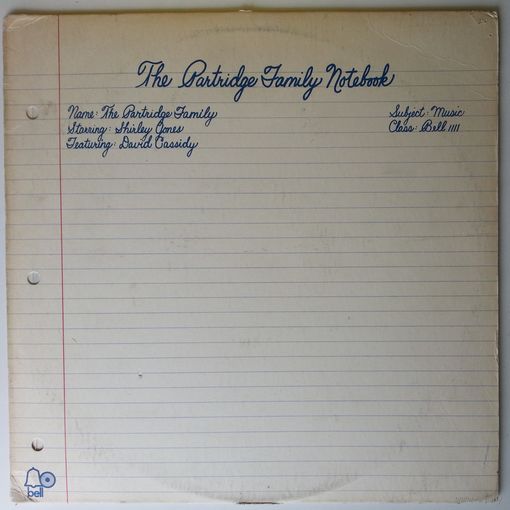 The Partridge Family Notebook
Name: The Partridge Family
Subject: Music
Starring: Shirley Jones
Class: Bell 1111
Featuring: David Cassidy
bell